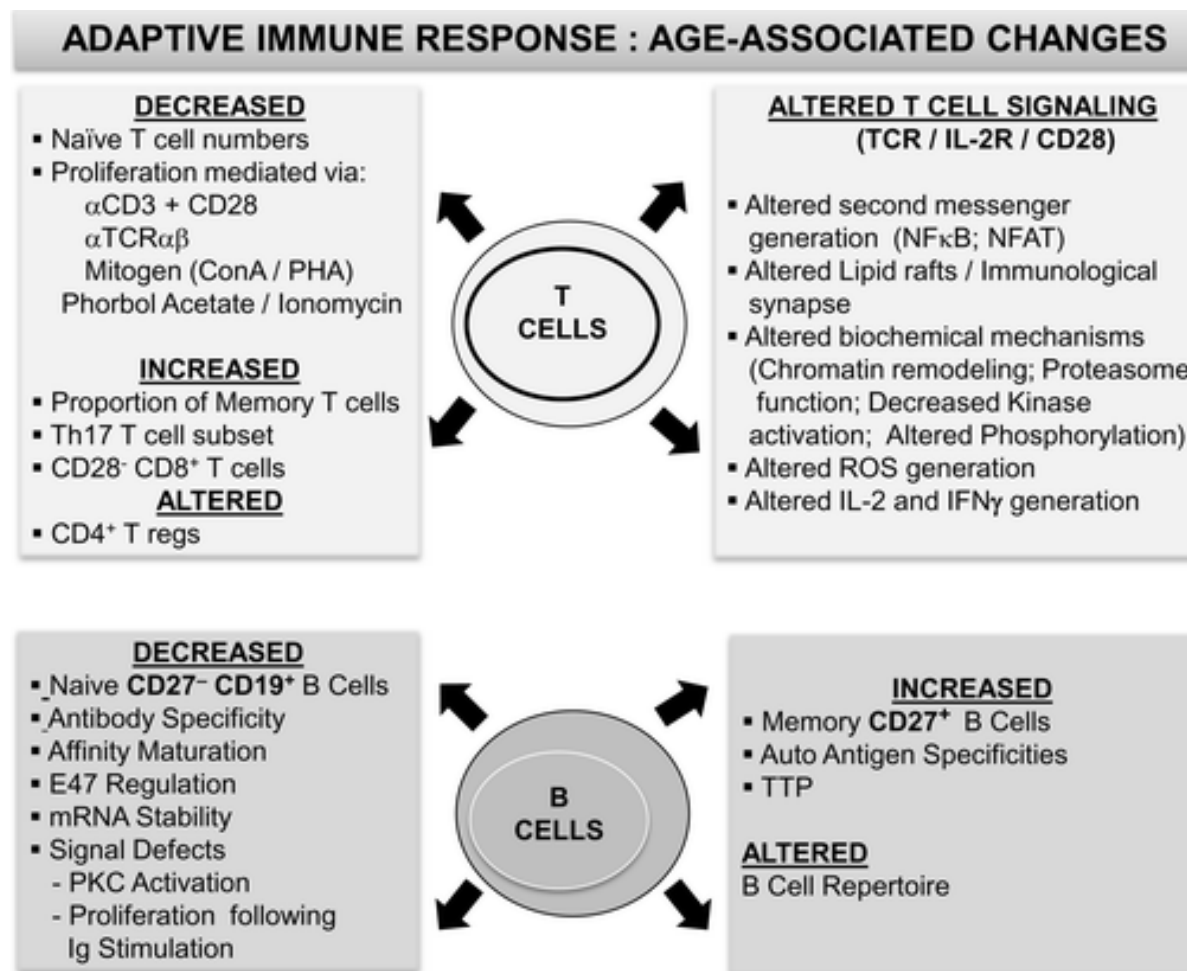 ADAPTIVE IMMUNE RESPONSE : AGE-ASSOCIATED CHANGES
DECREASED
▪ Naïve T cell numbers
▪ Proliferation mediated via:
αCD3 + CD28
αTCRαβ
Mitogen (ConA / PHA)
Phorbol Acetate / Ionomycin
INCREASED
▪ Proportion of Memory T cells
▪ Th17 T cell subset
▪ CD28⁻ CD8⁺ T cells
ALTERED
▪ CD4⁺ T regs
T
CELLS
ALTERED T CELL SIGNALING
(TCR / IL-2R / CD28)
▪ Altered second messenger
generation (NFκB; NFAT)
▪ Altered Lipid rafts / Immunological
synapse
▪ Altered biochemical mechanisms
(Chromatin remodeling; Proteasome
function; Decreased Kinase
activation; Altered Phosphorylation)
▪ Altered ROS generation
▪ Altered IL-2 and IFNγ generation
DECREASED
▪ Naive CD27⁻ CD19⁺ B Cells
▪ Antibody Specificity
▪ Affinity Maturation
▪ E47 Regulation
▪ mRNA Stability
▪ Signal Defects
- PKC Activation
- Proliferation following
Ig Stimulation
B
CELLS
INCREASED
▪ Memory CD27⁺ B Cells
▪ Auto Antigen Specificities
▪ TTP
ALTERED
B Cell Repertoire